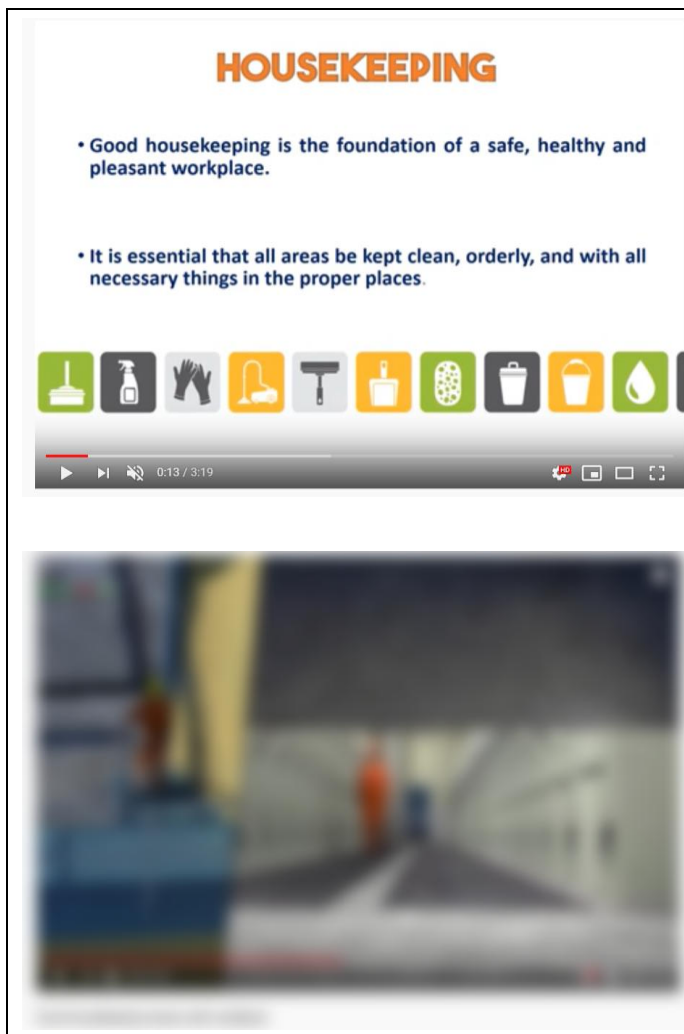 HOUSEKEEPING
• Good housekeeping is the foundation of a safe, healthy and
pleasant workplace.
• It is essential that all areas be kept clean, orderly, and with all
necessary things in the proper places.
0:13 / 3:19
HD